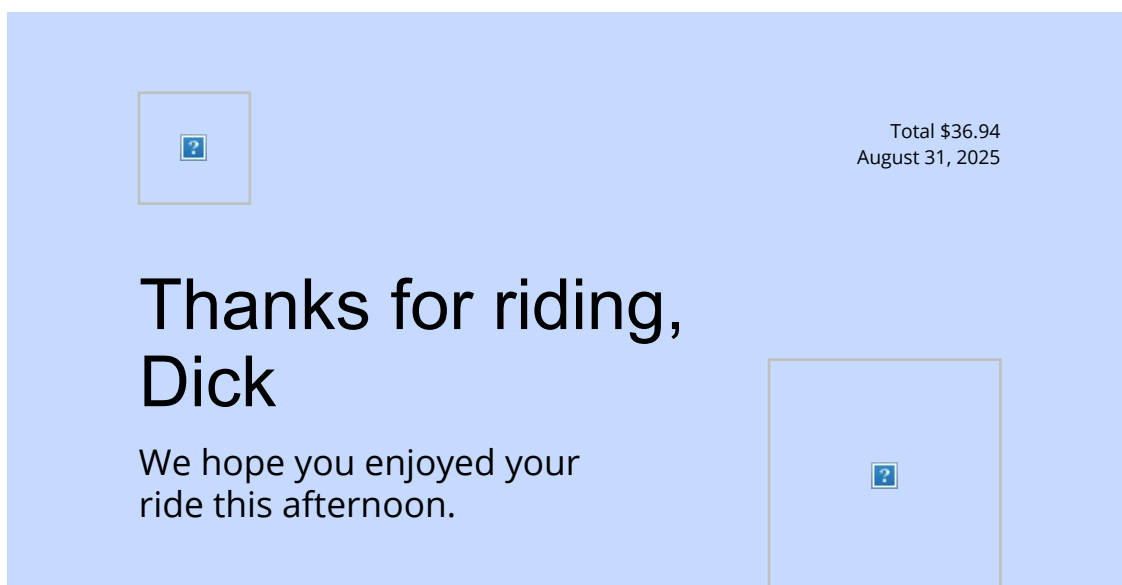 Total $36.94
August 31, 2025
Thanks for riding,
Dick
We hope you enjoyed your
ride this afternoon.